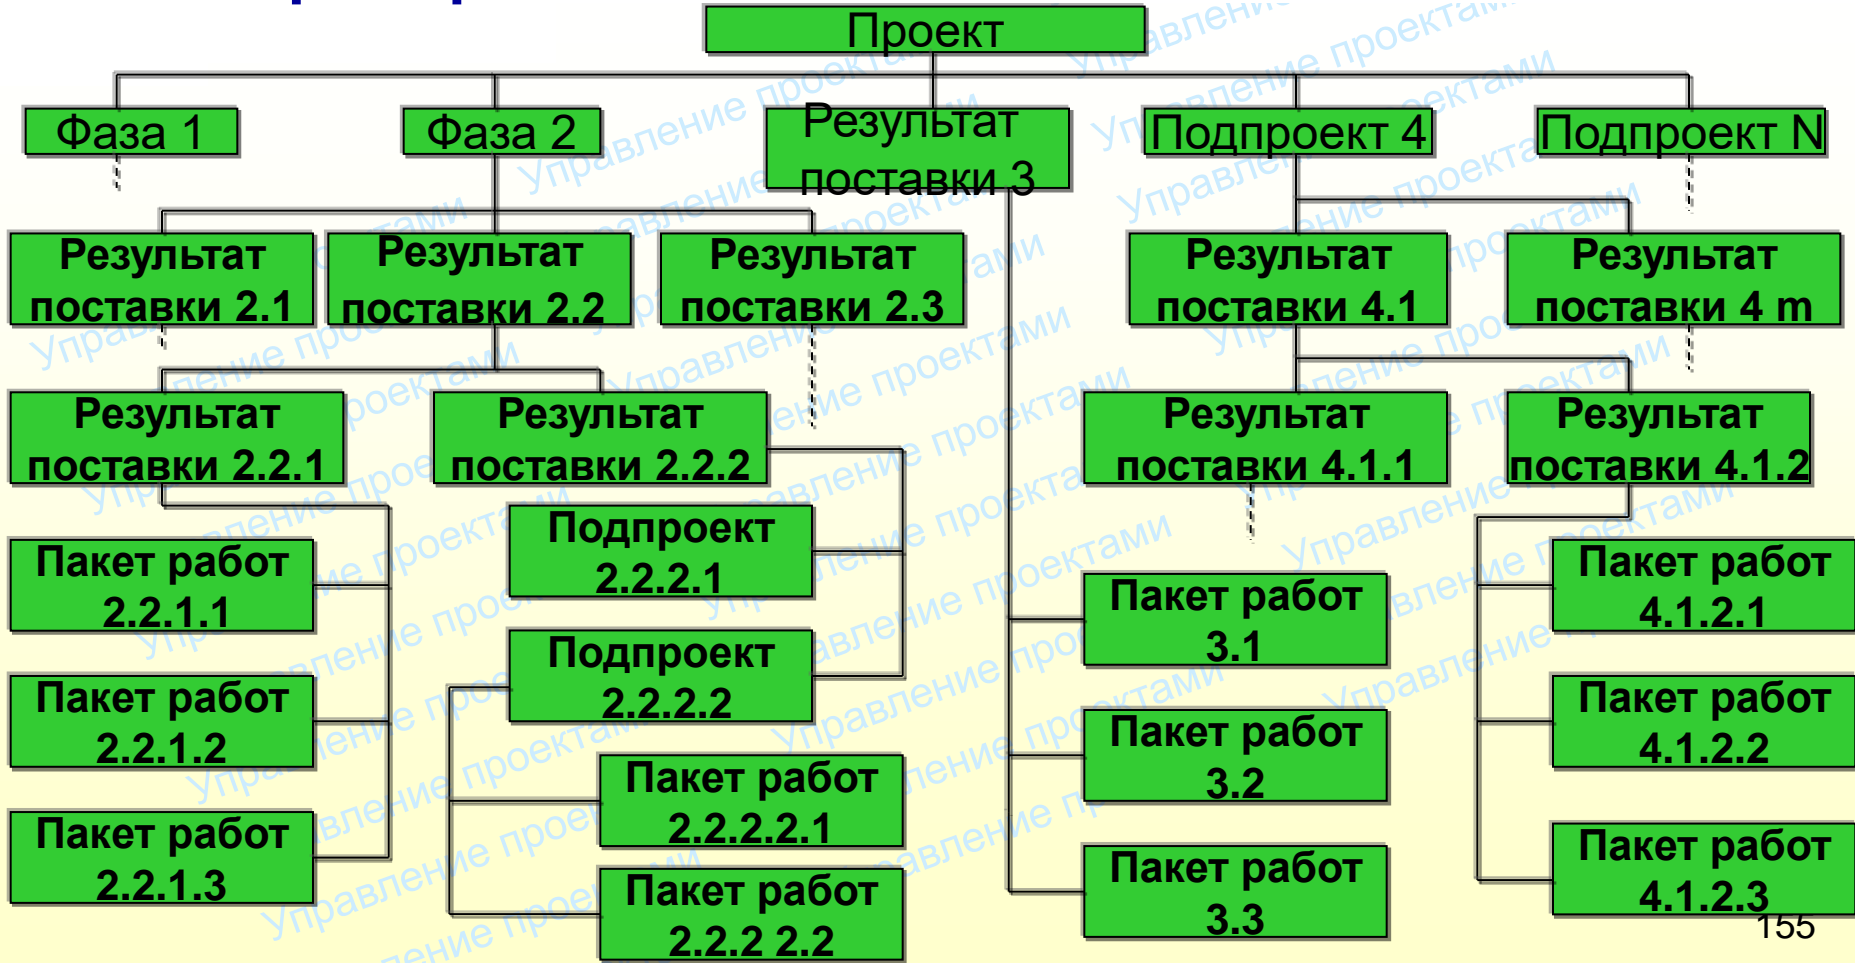 Проект
Фаза 1
Фаза 2
Результат
поставки 3
Подпроект 4
Подпроект N
Результат
поставки 2.1
Результат
поставки 2.2
Результат
поставки 2.3
Результат
поставки 4.1
Результат
поставки 4 m
Результат
поставки 2.2.1
Результат
поставки 2.2.2
Результат
поставки 4.1.1
Результат
поставки 4.1.2
Пакет работ
2.2.1.1
Подпроект
2.2.2.1
Пакет работ
3.1
Пакет работ
4.1.2.1
Подпроект
2.2.2.2
Пакет работ
2.2.1.2
Пакет работ
3.2
Пакет работ
4.1.2.2
Пакет работ
2.2.2.2.1
Пакет работ
2.2.1.3
Пакет работ
3.3
Пакет работ
4.1.2.3
Пакет работ
2.2.2 2.2
155